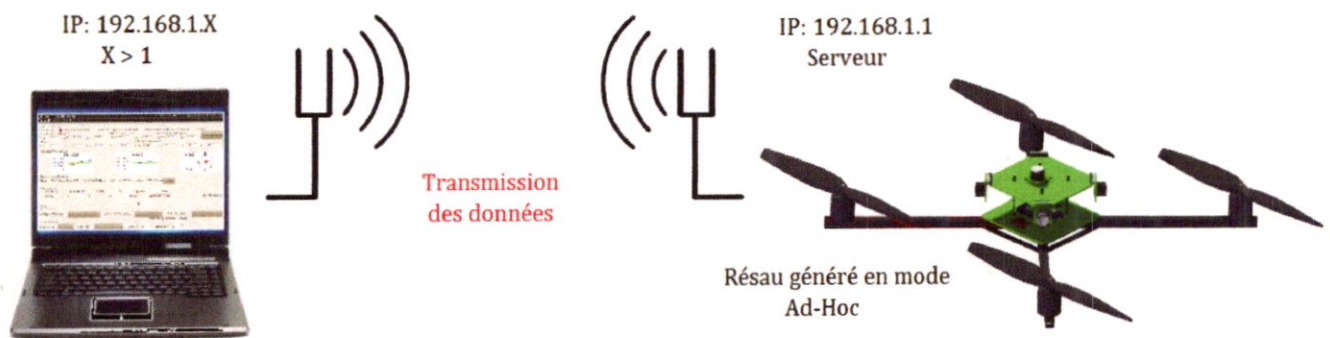 IP: 192.168.1.X
X > 1
IP: 192.168.1.1
Serveur
Transmission
des données
Résau généré en mode
Ad-Hoc